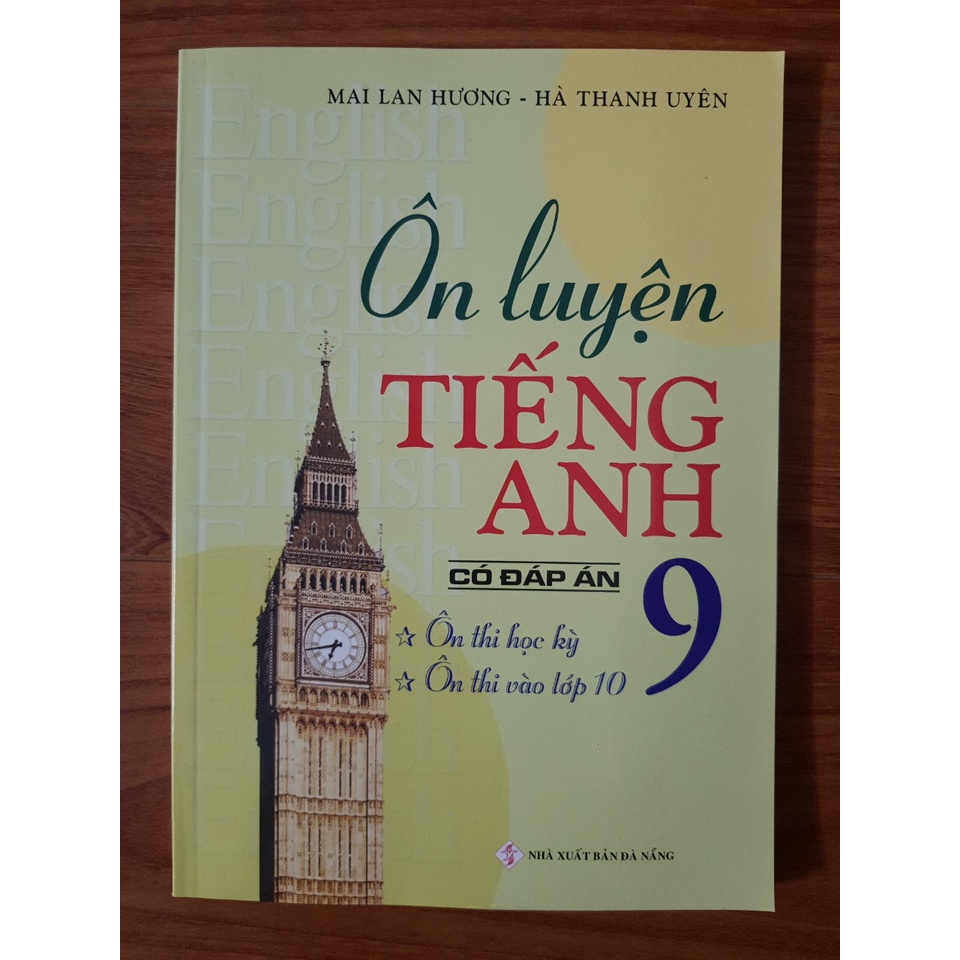 MAI LAN HƯƠNG - HÀ THANH UYÊN
English
English
English
English
English
English
Ôn luyện
TIẾNG
ANH
CÓ ĐÁP ÁN
9
☆ Ôn thi học kỳ
☆ Ôn thi vào lớp 10
NHÀ XUẤT BẢN ĐÀ NẴNG